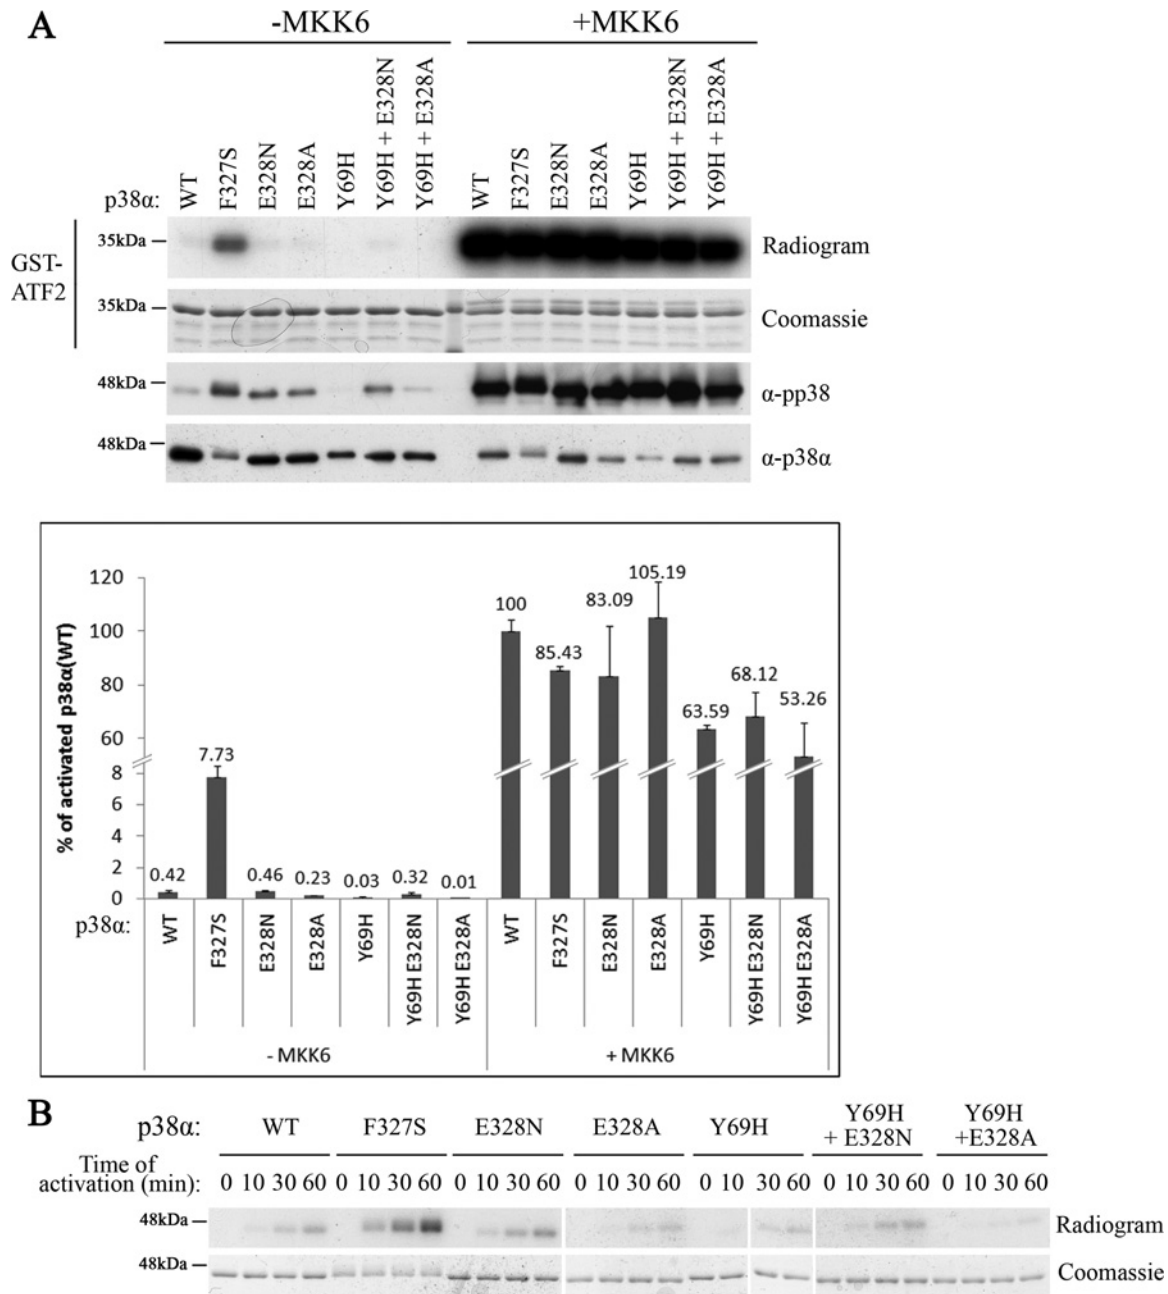 A
-MKK6 +MKK6
p38α: WT F327S E328N E328A Y69H Y69H + E328N Y69H + E328A WT F327S E328N E328A Y69H Y69H + E328N Y69H + E328A
GST-
ATF2
35kDa Radiogram
35kDa Coomassie
48kDa α-pp38
48kDa α-p38α
% of activated p38α(WT)
120
100
80
60
8
6
4
2
0
0.42 7.73 0.46 0.23 0.03 0.32 0.01 100 85.43 83.09 105.19 63.59 68.12 53.26
p38α: WT F327S E328N E328A Y69H Y69H E328N Y69H E328A WT F327S E328N E328A Y69H Y69H E328N Y69H E328A
- MKK6 + MKK6
B
p38α: WT F327S E328N E328A Y69H Y69H + E328N Y69H +E328A
Time of
activation (min): 0 10 30 60 0 10 30 60 0 10 30 60 0 10 30 60 0 10 30 60 0 10 30 60 0 10 30 60
48kDa Radiogram
48kDa Coomassie